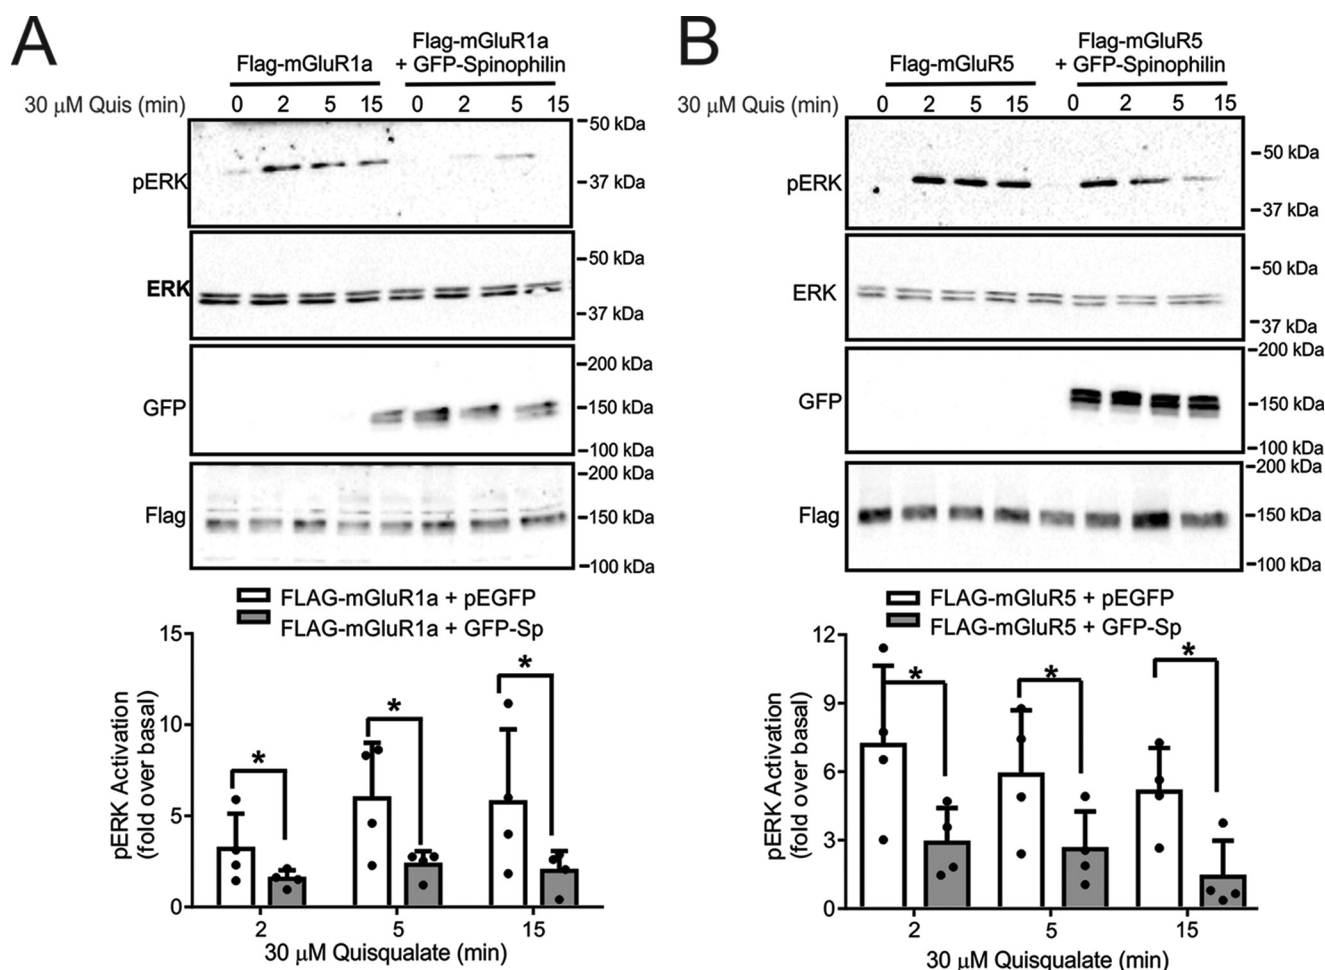 A
Flag-mGluR1a
Flag-mGluR1a
+ GFP-Spinophilin
30 μM Quis (min)
0 2 5 15 0 2 5 15
pERK
50 kDa
37 kDa
ERK
50 kDa
37 kDa
GFP
200 kDa
150 kDa
100 kDa
Flag
200 kDa
150 kDa
100 kDa
FLAG-mGluR1a + pEGFP
FLAG-mGluR1a + GFP-Sp
pERK Activation
(fold over basal)
15
10
5
0
* * *
2 5 15
30 μM Quisqualate (min)
B
Flag-mGluR5
Flag-mGluR5
+ GFP-Spinophilin
30 μM Quis (min)
0 2 5 15 0 2 5 15
pERK
50 kDa
37 kDa
ERK
50 kDa
37 kDa
GFP
200 kDa
150 kDa
100 kDa
Flag
200 kDa
150 kDa
100 kDa
FLAG-mGluR5 + pEGFP
FLAG-mGluR5 + GFP-Sp
pERK Activation
(fold over basal)
12
9
6
3
0
* * *
2 5 15
30 μM Quisqualate (min)